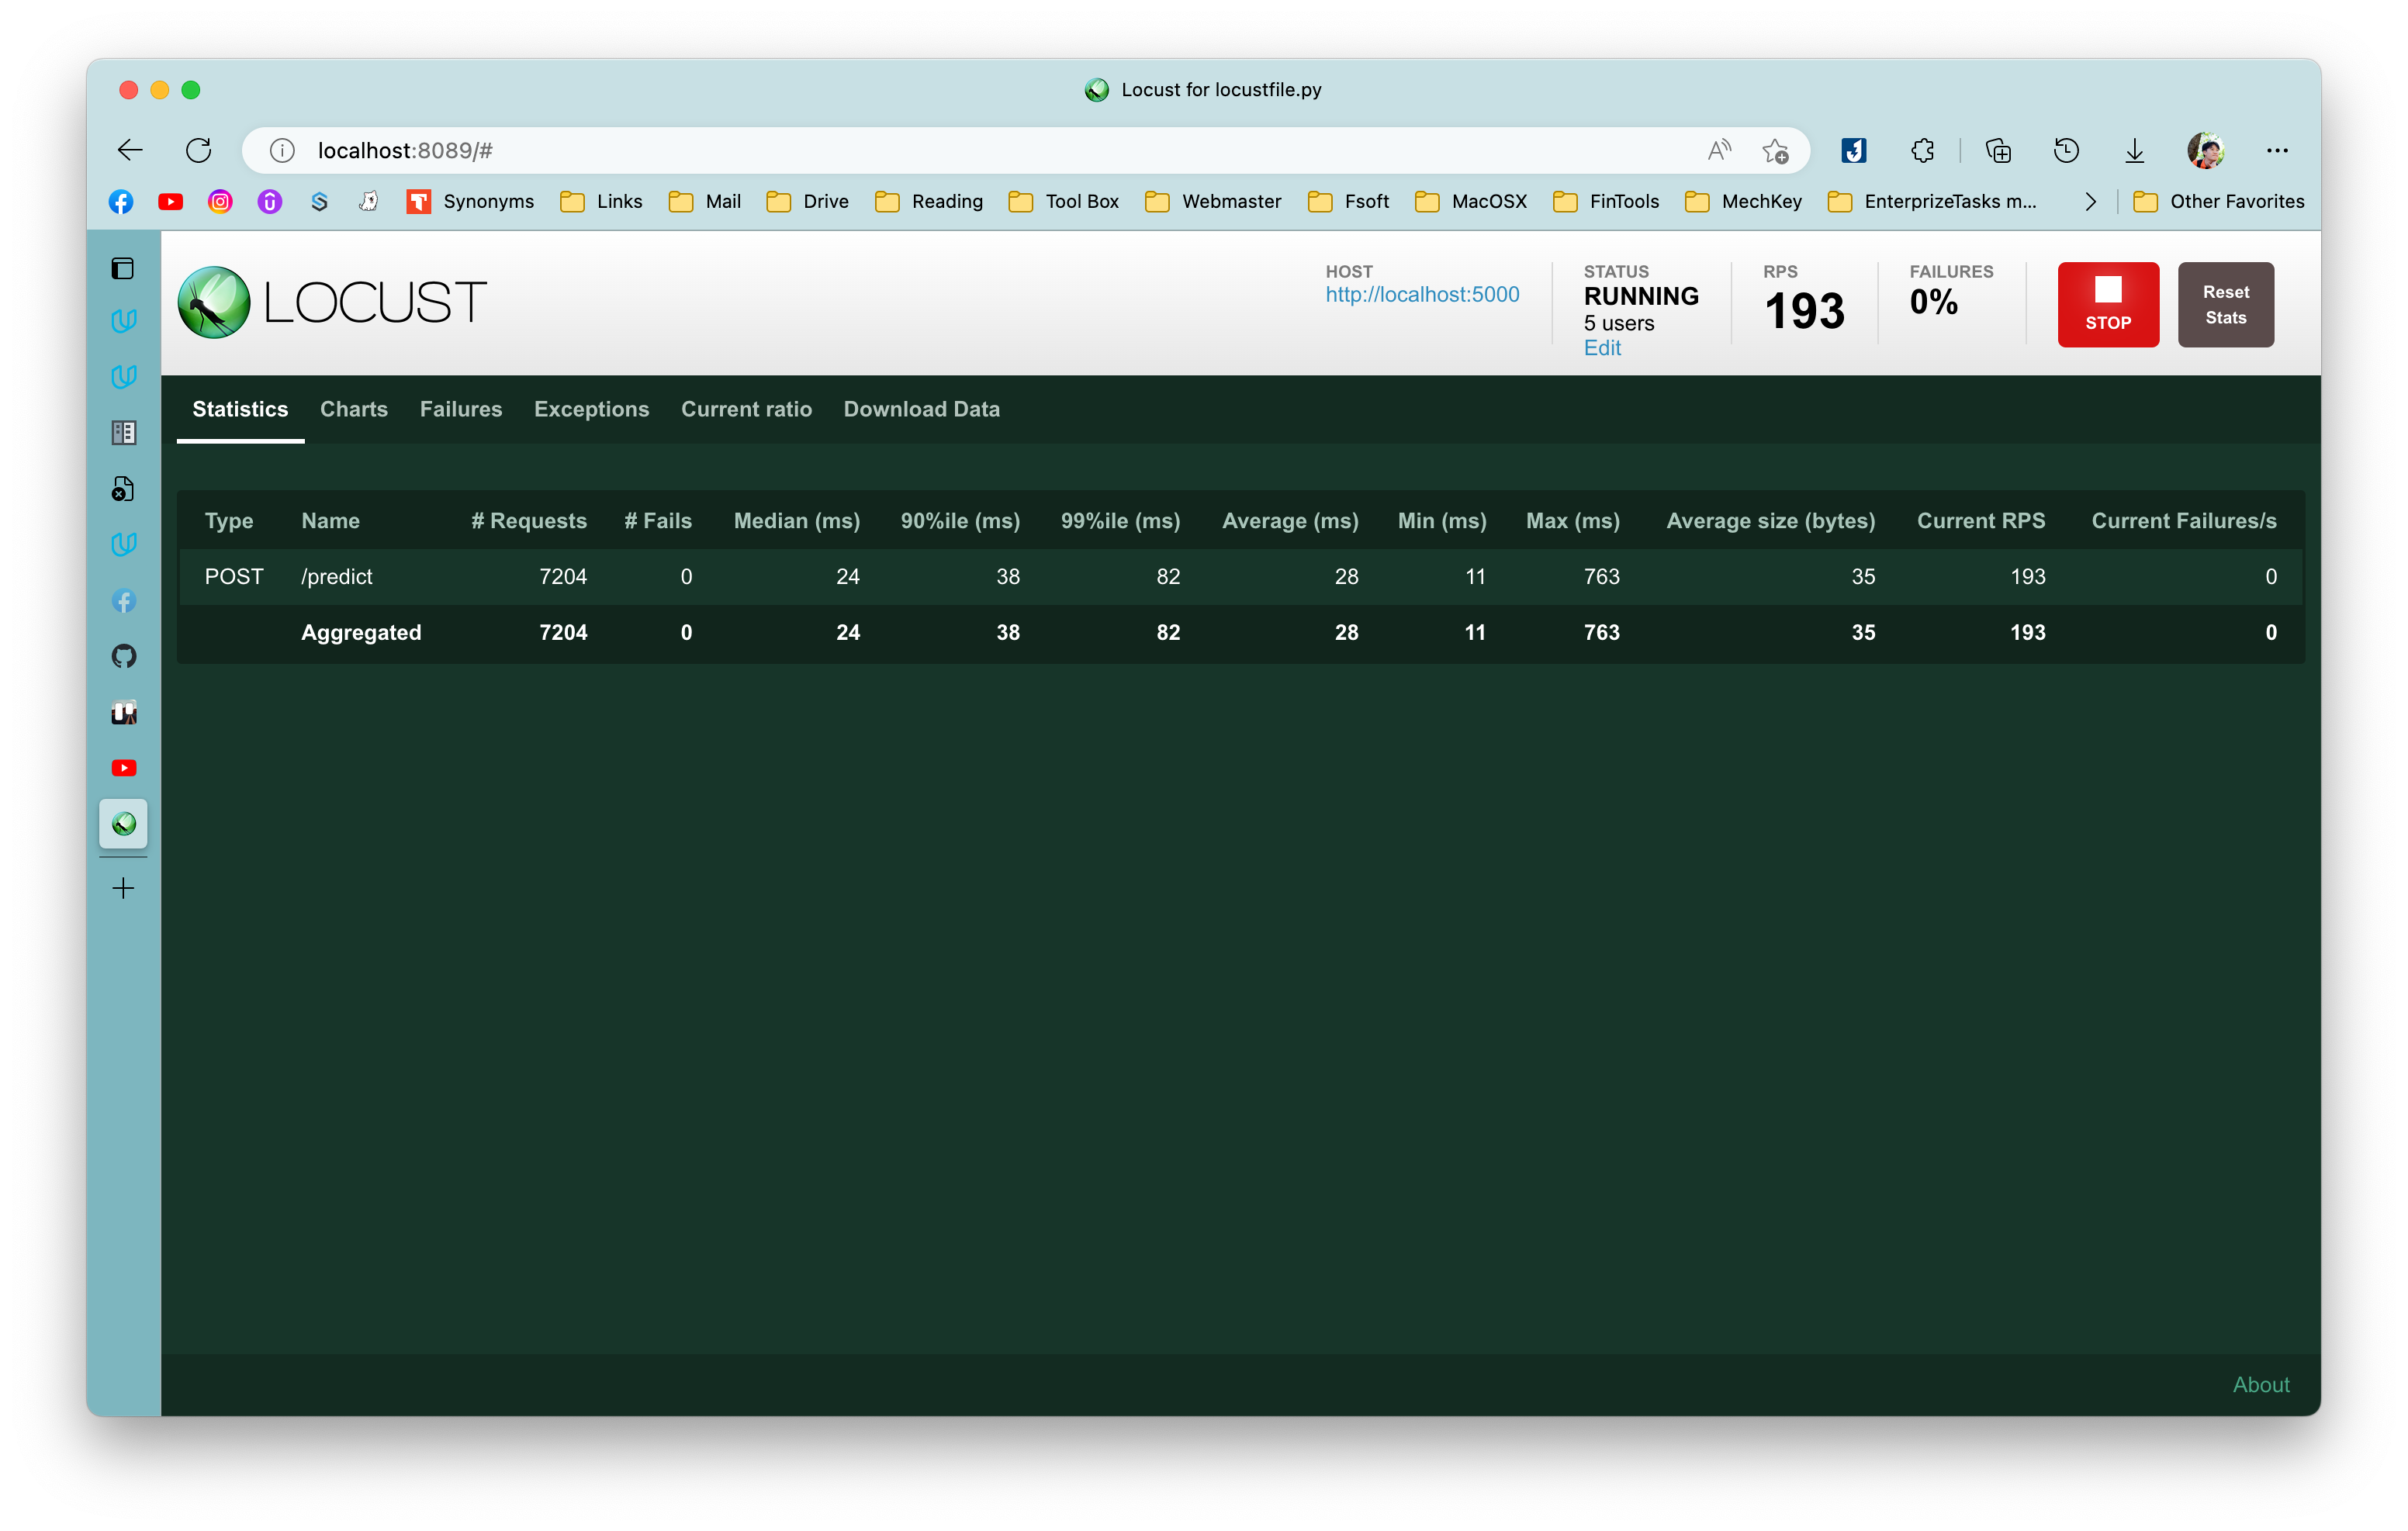 Locust for locustfile.py
localhost:8089/#
Synonyms Links Mail Drive Reading Tool Box Webmaster Fsoft MacOSX FinTools MechKey EnterprizeTasks m... Other Favorites
LOCUST
HOST
http://localhost:5000
STATUS
RUNNING
5 users
Edit
RPS
193
FAILURES
0%
STOP
Reset
Stats
Statistics Charts Failures Exceptions Current ratio Download Data
Type Name # Requests # Fails Median (ms) 90%ile (ms) 99%ile (ms) Average (ms) Min (ms) Max (ms) Average size (bytes) Current RPS Current Failures/s
POST /predict 7204 0 24 38 82 28 11 763 35 193 0
Aggregated 7204 0 24 38 82 28 11 763 35 193 0
About